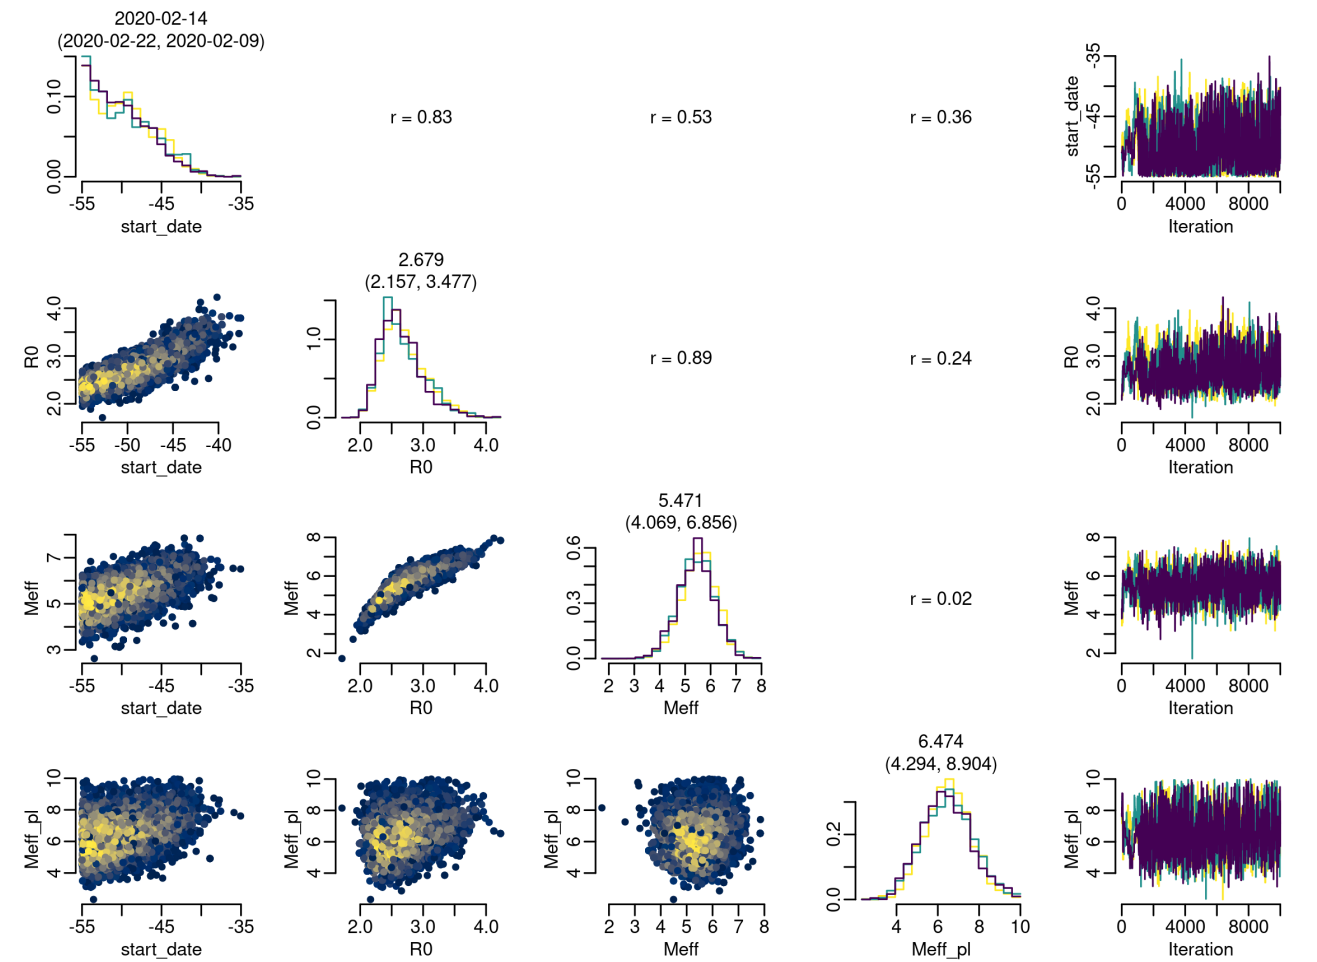 2020-02-14
(2020-02-22, 2020-02-09)
0.00 0.10
-55 -45 -35
start_date
r = 0.83
r = 0.53
r = 0.36
-55 -45 -35
start_date
0 4000 8000
Iteration
2.0 3.0 4.0
R0
-55 -50 -45 -40
start_date
2.679
(2.157, 3.477)
0.0 1.0
2.0 3.0 4.0
R0
r = 0.89
r = 0.24
2.0 3.0 4.0
R0
0 4000 8000
Iteration
3 5 7
Meff
-55 -45 -35
start_date
2 4 6 8
Meff
2.0 3.0 4.0
R0
5.471
(4.069, 6.856)
0.0 0.3 0.6
2 3 4 5 6 7 8
Meff
r = 0.02
2 4 6 8
Meff
0 4000 8000
Iteration
4 6 8 10
Meff_pl
-55 -45 -35
start_date
4 6 8 10
Meff_pl
2.0 3.0 4.0
R0
4 6 8 10
Meff_pl
2 3 4 5 6 7 8
Meff
6.474
(4.294, 8.904)
0.0 0.2
4 6 8 10
Meff_pl
4 6 8 10
Meff_pl
0 4000 8000
Iteration